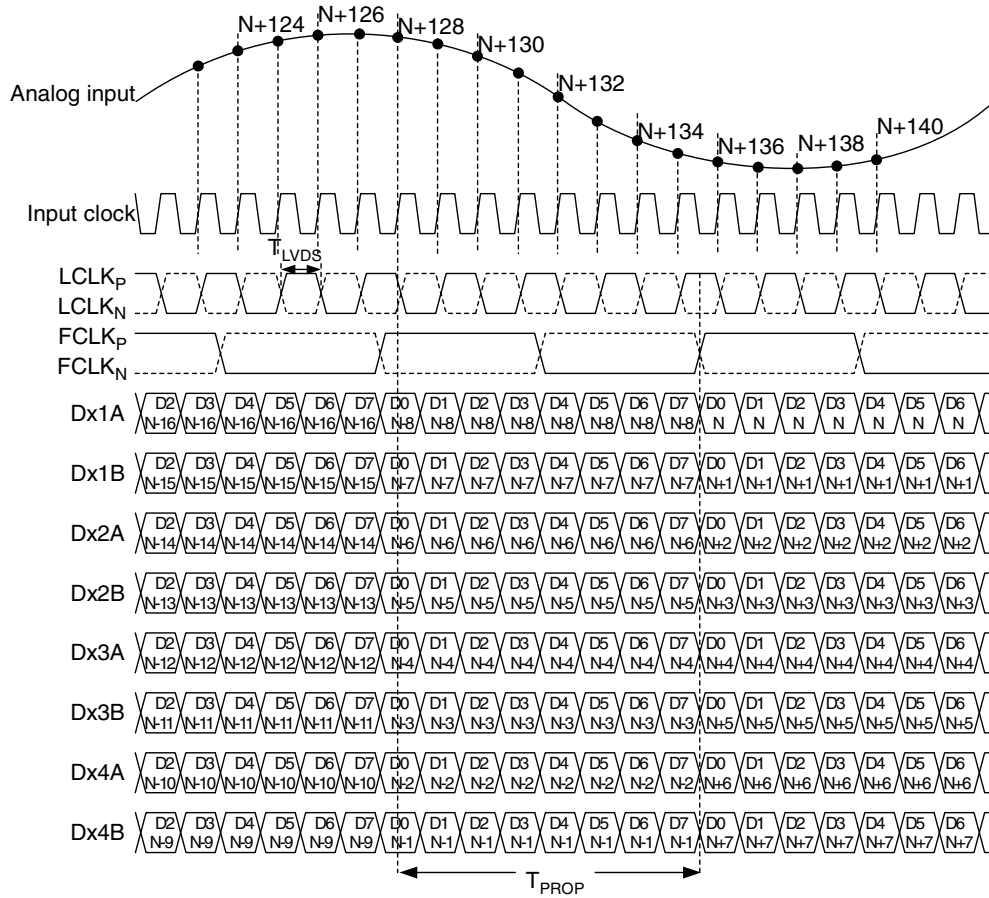 N+124 N+126 N+128 N+130 N+132 N+134 N+136 N+138 N+140
Analog input
Input clock
TLVDS
LCLKP
LCLKN
FCLKP
FCLKN
Dx1A D2 D3 D4 D5 D6 D7 D0 D1 D2 D3 D4 D5 D6 D7 D0 D1 D2 D3 D4 D5 D6
N-16 N-16 N-16 N-16 N-16 N-16 N-8 N-8 N-8 N-8 N-8 N-8 N-8 N-8 N N N N N N N
Dx1B D2 D3 D4 D5 D6 D7 D0 D1 D2 D3 D4 D5 D6 D7 D0 D1 D2 D3 D4 D5 D6
N-15 N-15 N-15 N-15 N-15 N-15 N-7 N-7 N-7 N-7 N-7 N-7 N-7 N-7 N+1 N+1 N+1 N+1 N+1 N+1 N+1
Dx2A D2 D3 D4 D5 D6 D7 D0 D1 D2 D3 D4 D5 D6 D7 D0 D1 D2 D3 D4 D5 D6
N-14 N-14 N-14 N-14 N-14 N-14 N-6 N-6 N-6 N-6 N-6 N-6 N-6 N-6 N+2 N+2 N+2 N+2 N+2 N+2 N+2
Dx2B D2 D3 D4 D5 D6 D7 D0 D1 D2 D3 D4 D5 D6 D7 D0 D1 D2 D3 D4 D5 D6
N-13 N-13 N-13 N-13 N-13 N-13 N-5 N-5 N-5 N-5 N-5 N-5 N-5 N-5 N+3 N+3 N+3 N+3 N+3 N+3 N+3
Dx3A D2 D3 D4 D5 D6 D7 D0 D1 D2 D3 D4 D5 D6 D7 D0 D1 D2 D3 D4 D5 D6
N-12 N-12 N-12 N-12 N-12 N-12 N-4 N-4 N-4 N-4 N-4 N-4 N-4 N-4 N+4 N+4 N+4 N+4 N+4 N+4 N+4
Dx3B D2 D3 D4 D5 D6 D7 D0 D1 D2 D3 D4 D5 D6 D7 D0 D1 D2 D3 D4 D5 D6
N-11 N-11 N-11 N-11 N-11 N-11 N-3 N-3 N-3 N-3 N-3 N-3 N-3 N-3 N+5 N+5 N+5 N+5 N+5 N+5 N+5
Dx4A D2 D3 D4 D5 D6 D7 D0 D1 D2 D3 D4 D5 D6 D7 D0 D1 D2 D3 D4 D5 D6
N-10 N-10 N-10 N-10 N-10 N-10 N-2 N-2 N-2 N-2 N-2 N-2 N-2 N-2 N+6 N+6 N+6 N+6 N+6 N+6 N+6
Dx4B D2 D3 D4 D5 D6 D7 D0 D1 D2 D3 D4 D5 D6 D7 D0 D1 D2 D3 D4 D5 D6
N-9 N-9 N-9 N-9 N-9 N-9 N-1 N-1 N-1 N-1 N-1 N-1 N-1 N-1 N+7 N+7 N+7 N+7 N+7 N+7 N+7
TPROP